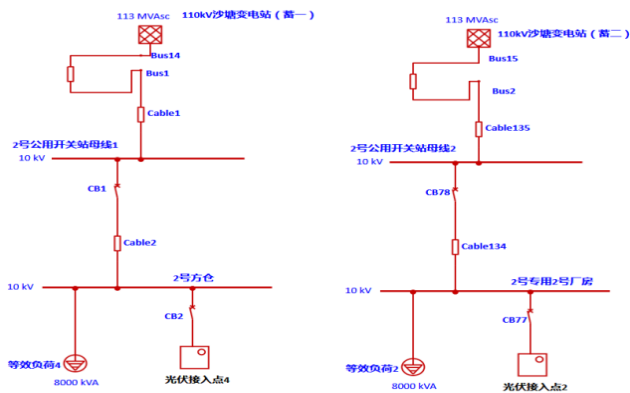 113 MVAsc
110kV沙塘变电站（蓄一）
Bus14
Bus1
Cable1
2号公用开关站母线1
10 kV
CB1
Cable2
2号方仓
10 kV
CB2
等效负荷4
8000 kVA
光伏接入点4
113 MVAsc
110kV沙塘变电站（蓄二）
Bus15
Bus2
Cable135
2号公用开关站母线2
10 kV
CB78
Cable134
2号专用2号厂房
10 kV
CB77
等效负荷2
8000 kVA
光伏接入点2